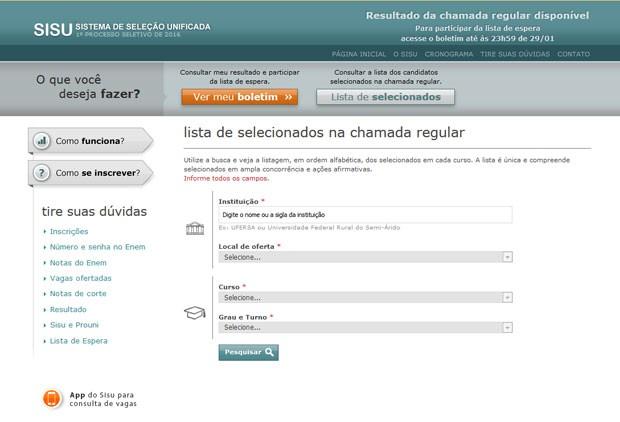 SISU SISTEMA DE SELEÇÃO UNIFICADA
1º PROCESSO SELETIVO DE 2016
Resultado da chamada regular disponível
Para participar da lista de espera
acesse o boletim até ás 23h59 de 29/01
PÁGINA INICIAL O SISU CRONOGRAMA TIRE SUAS DÚVIDAS CONTATO
O que você
deseja fazer?
Consultar meu resultado e participar
da lista de espera.
Ver meu boletim »
Consultar a lista dos candidatos
selecionados na chamada regular.
Lista de selecionados
Como funciona?
Como se inscrever?
tire suas dúvidas
Inscrições
Número e senha no Enem
Notas do Enem
Vagas ofertadas
Notas de corte
Resultado
Sisu e Prouni
Lista de Espera
App do Sisu para
consulta de vagas
lista de selecionados na chamada regular
Utilize a busca e veja a listagem, em ordem alfabética, dos selecionados em cada curso. A lista é única e compreende
selecionados em ampla concorrência e ações afirmativas.
Informe todos os campos.
Instituição *
Digite o nome ou a sigla da instituição
Ex: UFERSA ou Universidade Federal Rural do Semi-Árido
Local de oferta *
Selecione...
Curso *
Selecione...
Grau e Turno *
Selecione...
Pesquisar